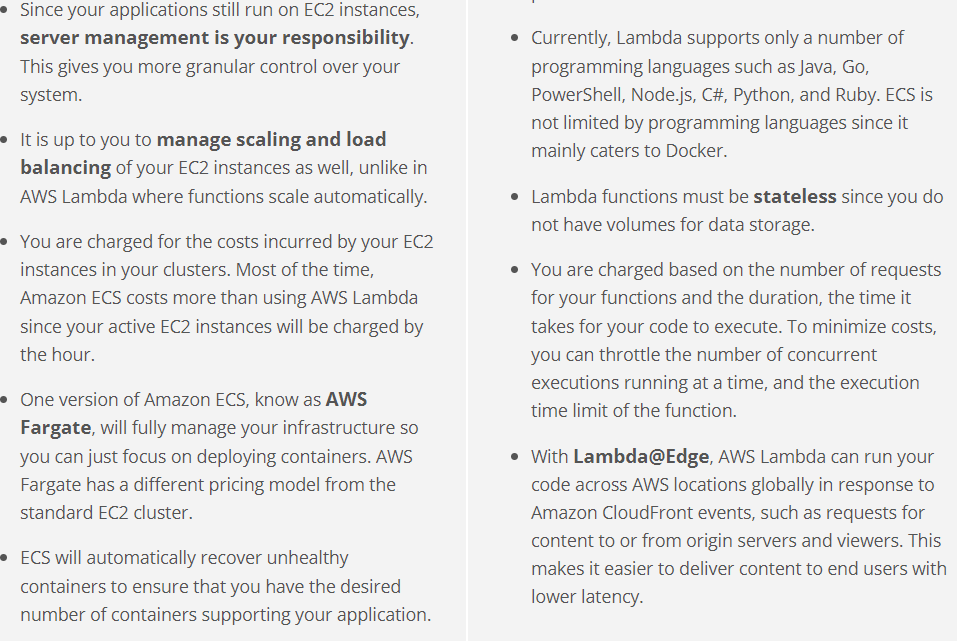 Since your applications still run on EC2 instances,
server management is your responsibility.
This gives you more granular control over your
system.
It is up to you to manage scaling and load
balancing of your EC2 instances as well, unlike in
AWS Lambda where functions scale automatically.
You are charged for the costs incurred by your EC2
instances in your clusters. Most of the time,
Amazon ECS costs more than using AWS Lambda
since your active EC2 instances will be charged by
the hour.
One version of Amazon ECS, know as AWS
Fargate, will fully manage your infrastructure so
you can just focus on deploying containers. AWS
Fargate has a different pricing model from the
standard EC2 cluster.
ECS will automatically recover unhealthy
containers to ensure that you have the desired
number of containers supporting your application.
Currently, Lambda supports only a number of
programming languages such as Java, Go,
PowerShell, Node.js, C#, Python, and Ruby. ECS is
not limited by programming languages since it
mainly caters to Docker.
Lambda functions must be stateless since you do
not have volumes for data storage.
You are charged based on the number of requests
for your functions and the duration, the time it
takes for your code to execute. To minimize costs,
you can throttle the number of concurrent
executions running at a time, and the execution
time limit of the function.
With Lambda@Edge, AWS Lambda can run your
code across AWS locations globally in response to
Amazon CloudFront events, such as requests for
content to or from origin servers and viewers. This
makes it easier to deliver content to end users with
lower latency.